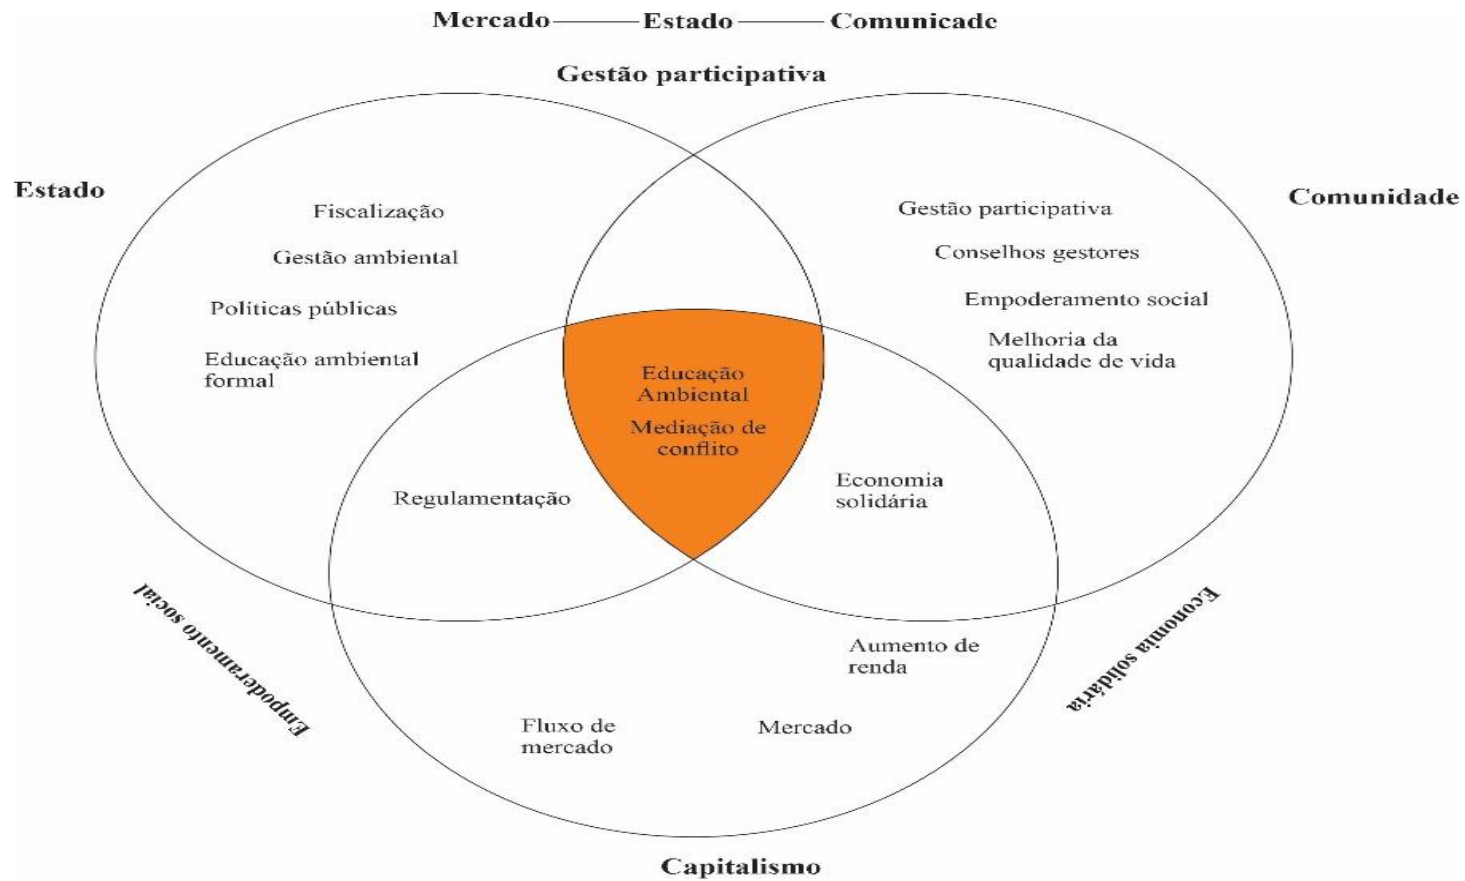 Mercado — Estado — Comunicade
Gestão participativa
Estado
Comunidade
Fiscalização
Gestão ambiental
Políticas públicas
Educação ambiental
formal
Gestão participativa
Conselhos gestores
Empoderamento social
Melhoria da
qualidade de vida
Educação
Ambiental
Mediação de
conflito
Regulamentação
Economia
solidária
Empoderamento social
Economia solidária
Aumento de
renda
Fluxo de
mercado
Mercado
Capitalismo